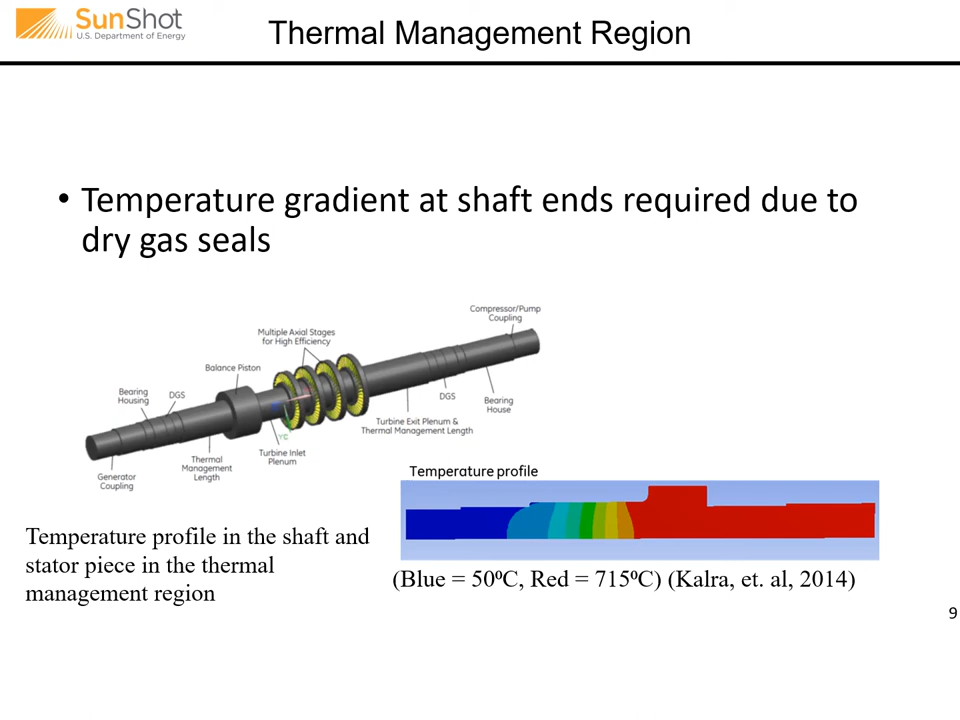 SunShot
U.S. Department of Energy
Thermal Management Region
• Temperature gradient at shaft ends required due to
dry gas seals
Compressor/Pump
Coupling
Multiple Axial Stages
for High Efficiency
Balance Piston
Bearing
Housing
DGS
DGS
Bearing
House
Turbine Exit Plenum &
Thermal Management Length
Turbine Inlet
Plenum
Thermal
Management
Length
Generator
Coupling
Temperature profile
Temperature profile in the shaft and
stator piece in the thermal
management region
(Blue = 50⁰C, Red = 715⁰C) (Kalra, et. al, 2014)
9